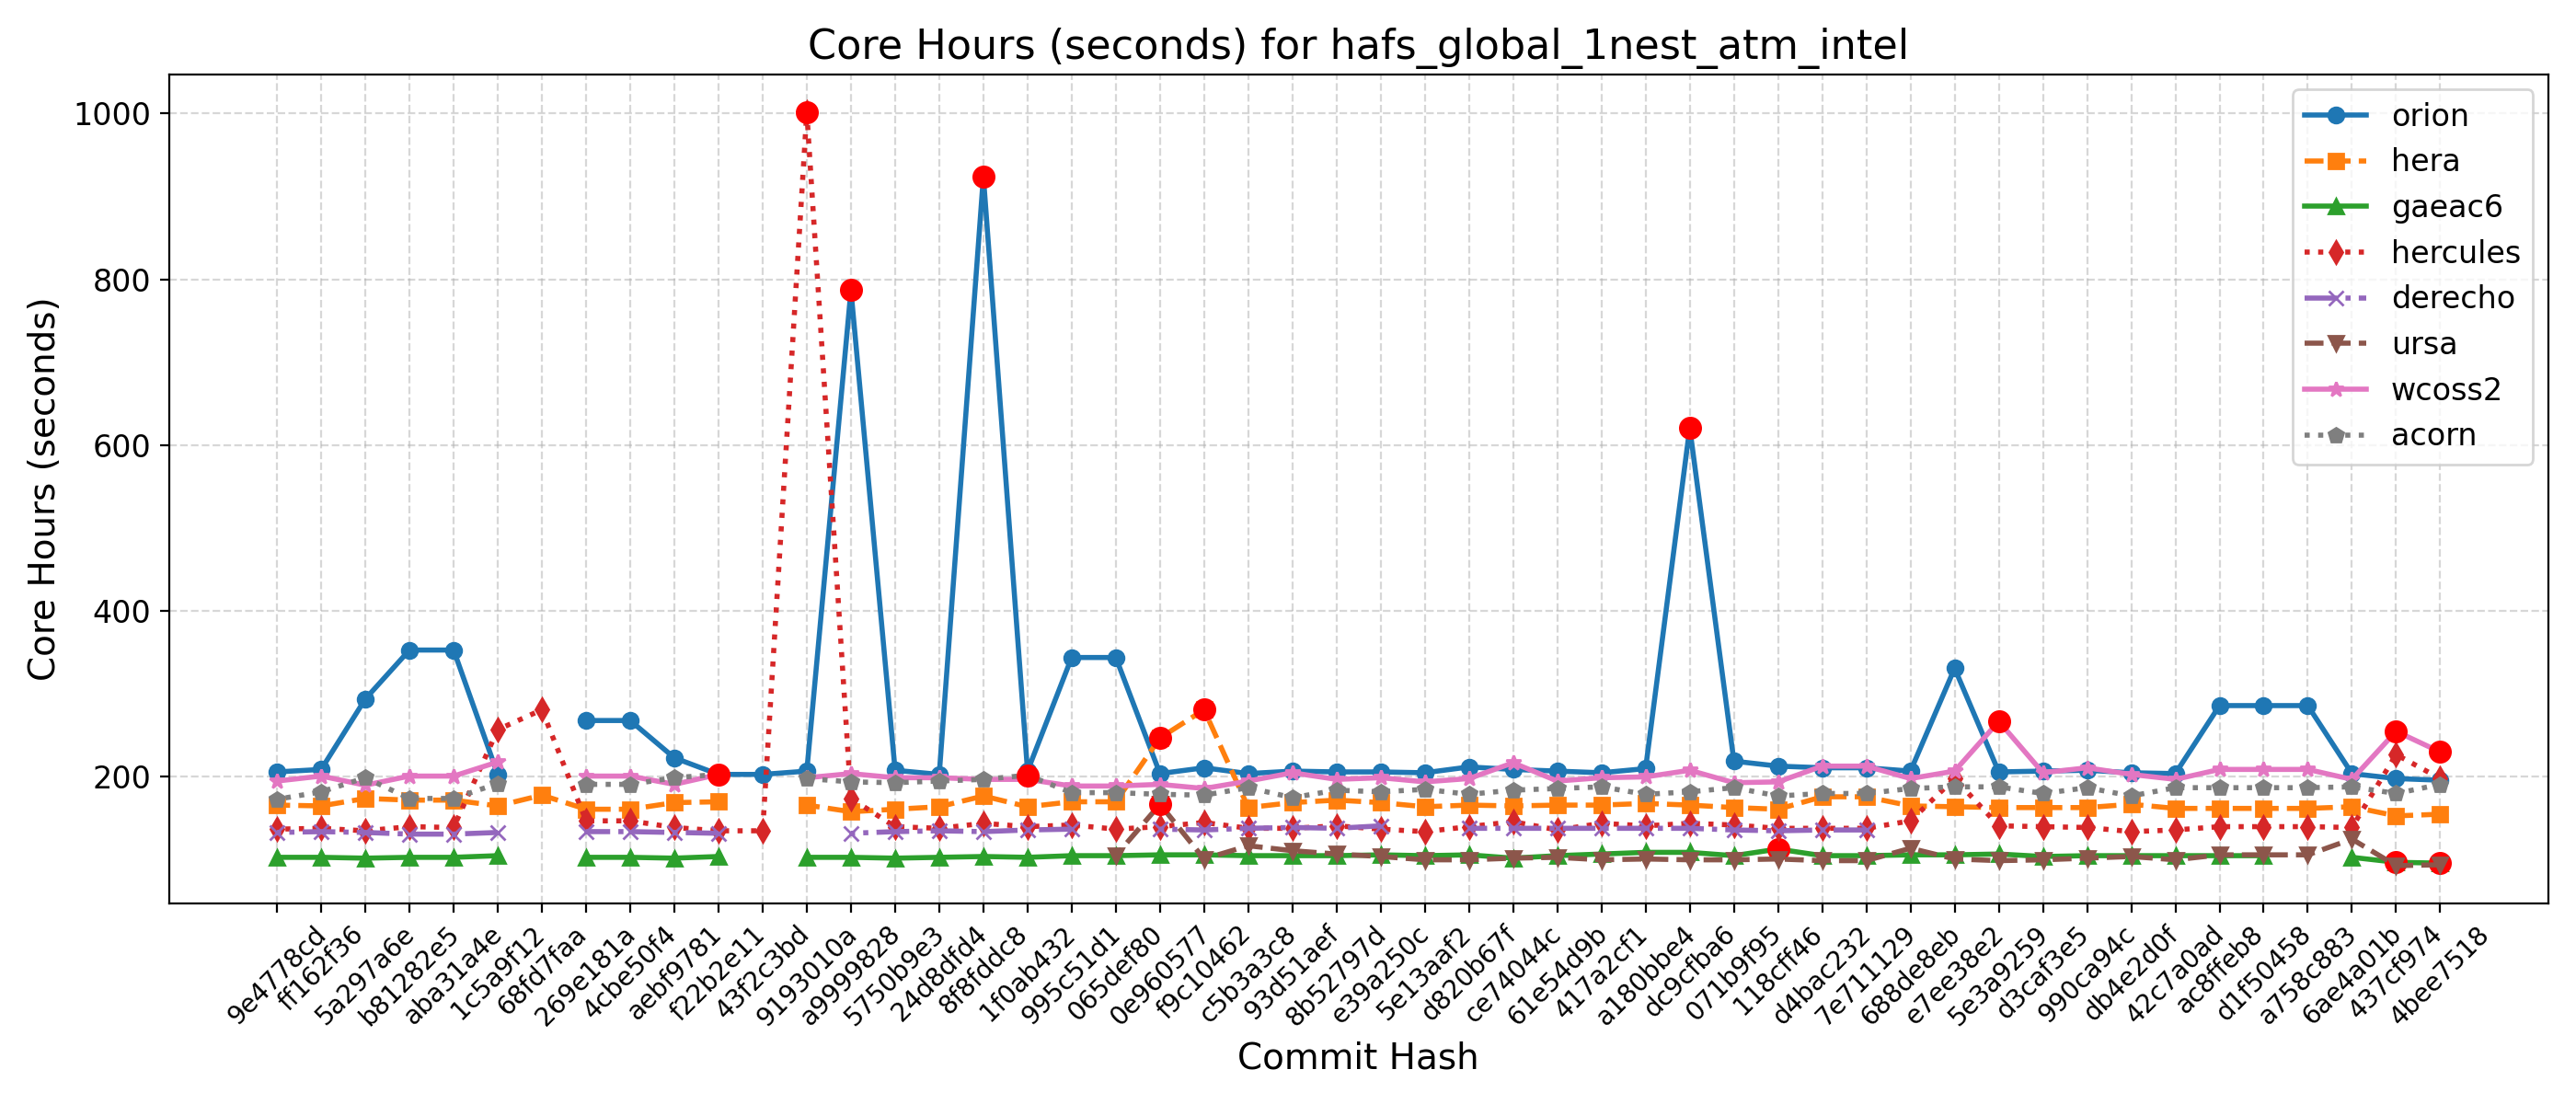 Core Hours (seconds) for hafs_global_1nest_atm_intel
Core Hours (seconds)
1000
800
600
400
200
orion
hera
gaeac6
hercules
derecho
ursa
wcoss2
acorn
9e4778cd
ff162f36
5a297a6e
b81282e5
aba31a4e
1c5a9f12
68fd7faa
269e181a
4cbe50f4
aebf9781
f22b2e11
43f2c3bd
9193010a
a9999828
5750b9e3
24d8dfd4
8f8fddc8
1f0ab432
995c51d1
065def80
0e960577
f9c10462
c5b3a3c8
93d51aef
8b52797d
e39a250c
5e13aaf2
d820b67f
ce74044c
61e54d9b
417a2cf1
a180bbe4
dc9cfba6
071b9f95
118cff46
d4bac232
7e711129
688de8eb
e7ee38e2
5e3a9259
d3caf3e5
990ca94c
db4e2d0f
42c7a0ad
ac8ffeb8
d1f50458
a758c883
6ae4a01b
437cf974
4bee7518
Commit Hash